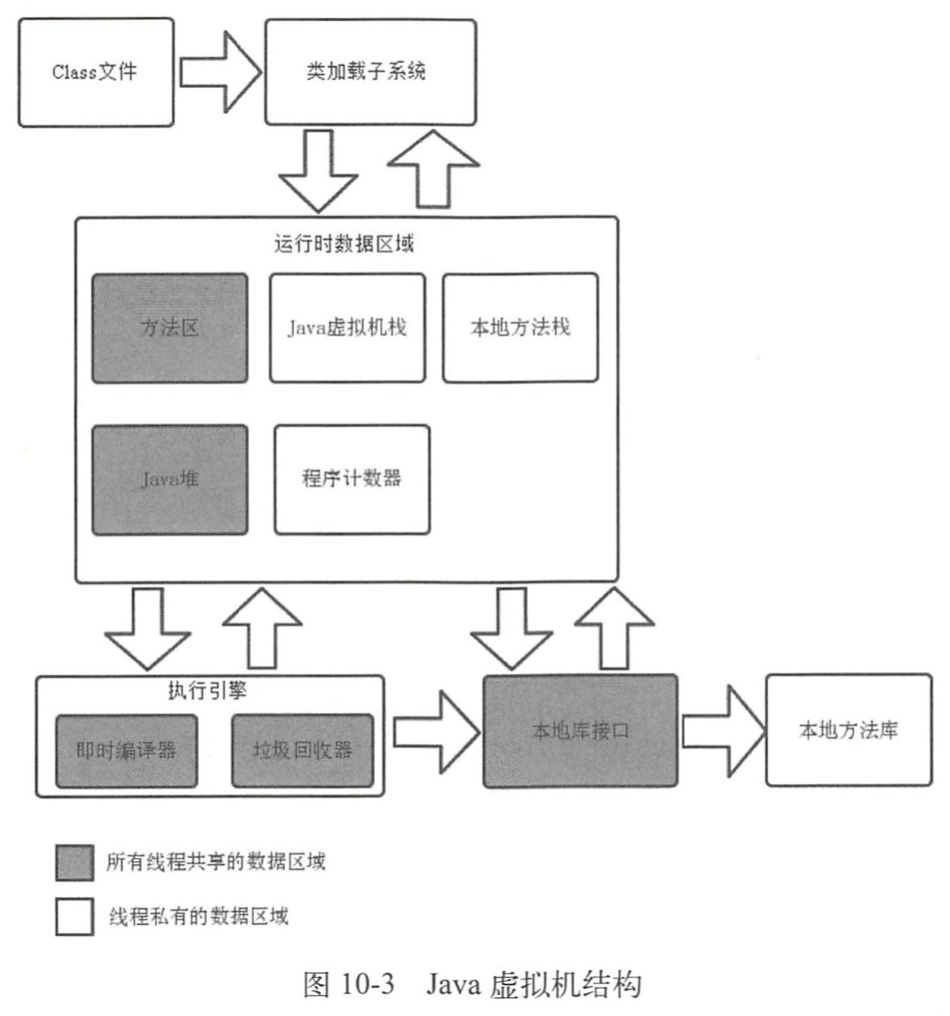 Class文件
类加载子系统
运行时数据区域
方法区
Java虚拟机栈
本地方法栈
Java堆
程序计数器
执行引擎
即时编译器
垃圾回收器
本地库接口
本地方法库
所有线程共享的数据区域
线程私有的数据区域
图 10-3 Java 虚拟机结构